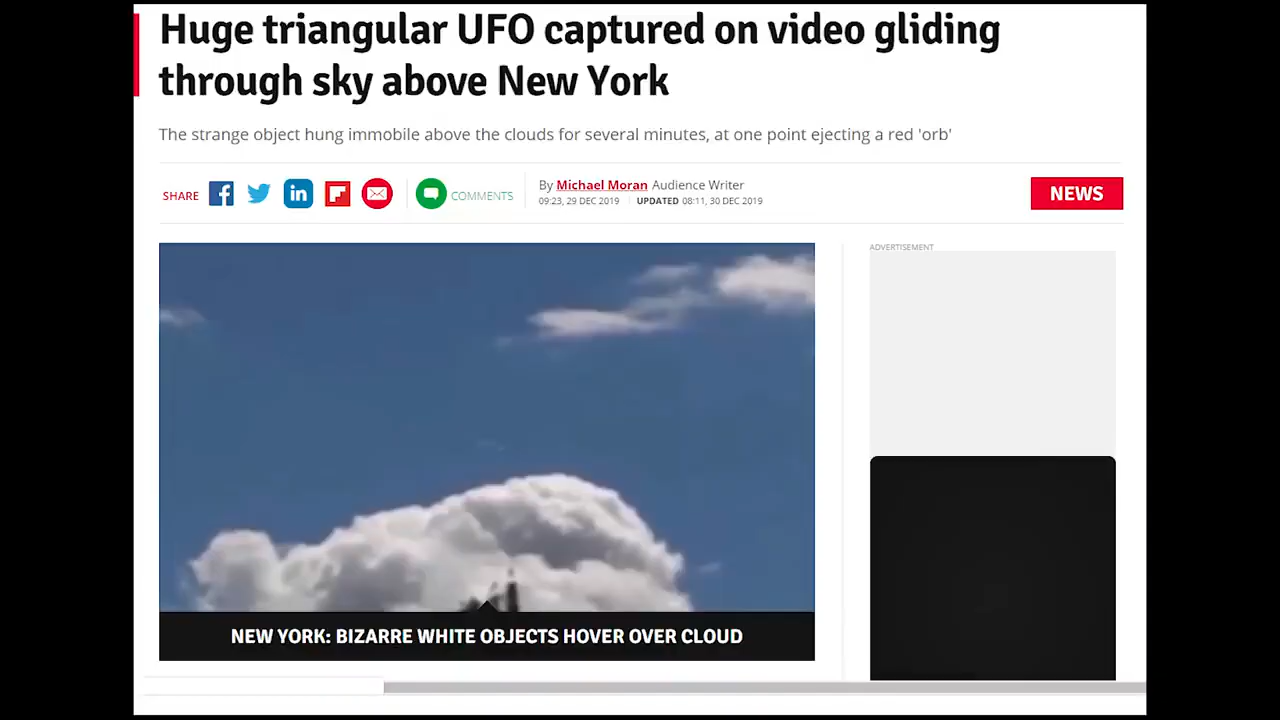 Huge triangular UFO captured on video gliding
through sky above New York
The strange object hung immobile above the clouds for several minutes, at one point ejecting a red 'orb'
SHARE
in
COMMENTS
By Michael Moran Audience Writer
09:23, 29 DEC 2019 UPDATED 08:11, 30 DEC 2019
NEWS
ADVERTISEMENT
NEW YORK: BIZARRE WHITE OBJECTS HOVER OVER CLOUD